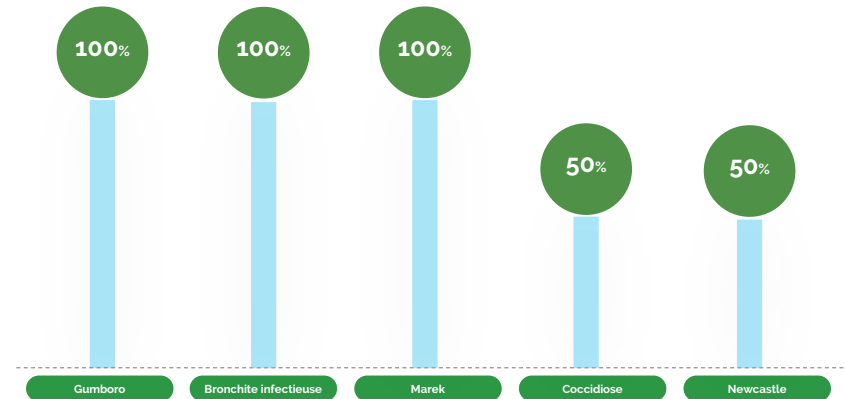 100%
100%
100%
50%
50%
Gumboro
Bronchite infectieuse
Marek
Coccidiose
Newcastle